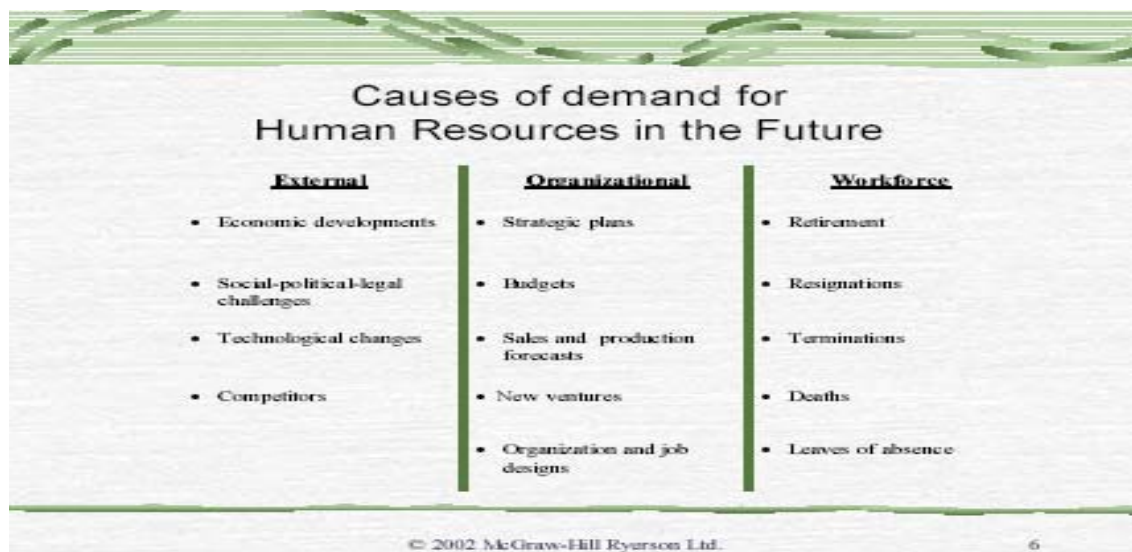 Causes of demand for
Human Resources in the Future
External
• Economic developments
• Social-political-legal
challenges
• Technological changes
• Competitors
Organizational
• Strategic plans
• Budgets
• Sales and production
forecasts
• New ventures
• Organization and job
designs
Workforce
• Retirement
• Resignations
• Terminations
• Deaths
• Leaves of absence
© 2002 McGraw-Hill Ryerson Ltd.
6